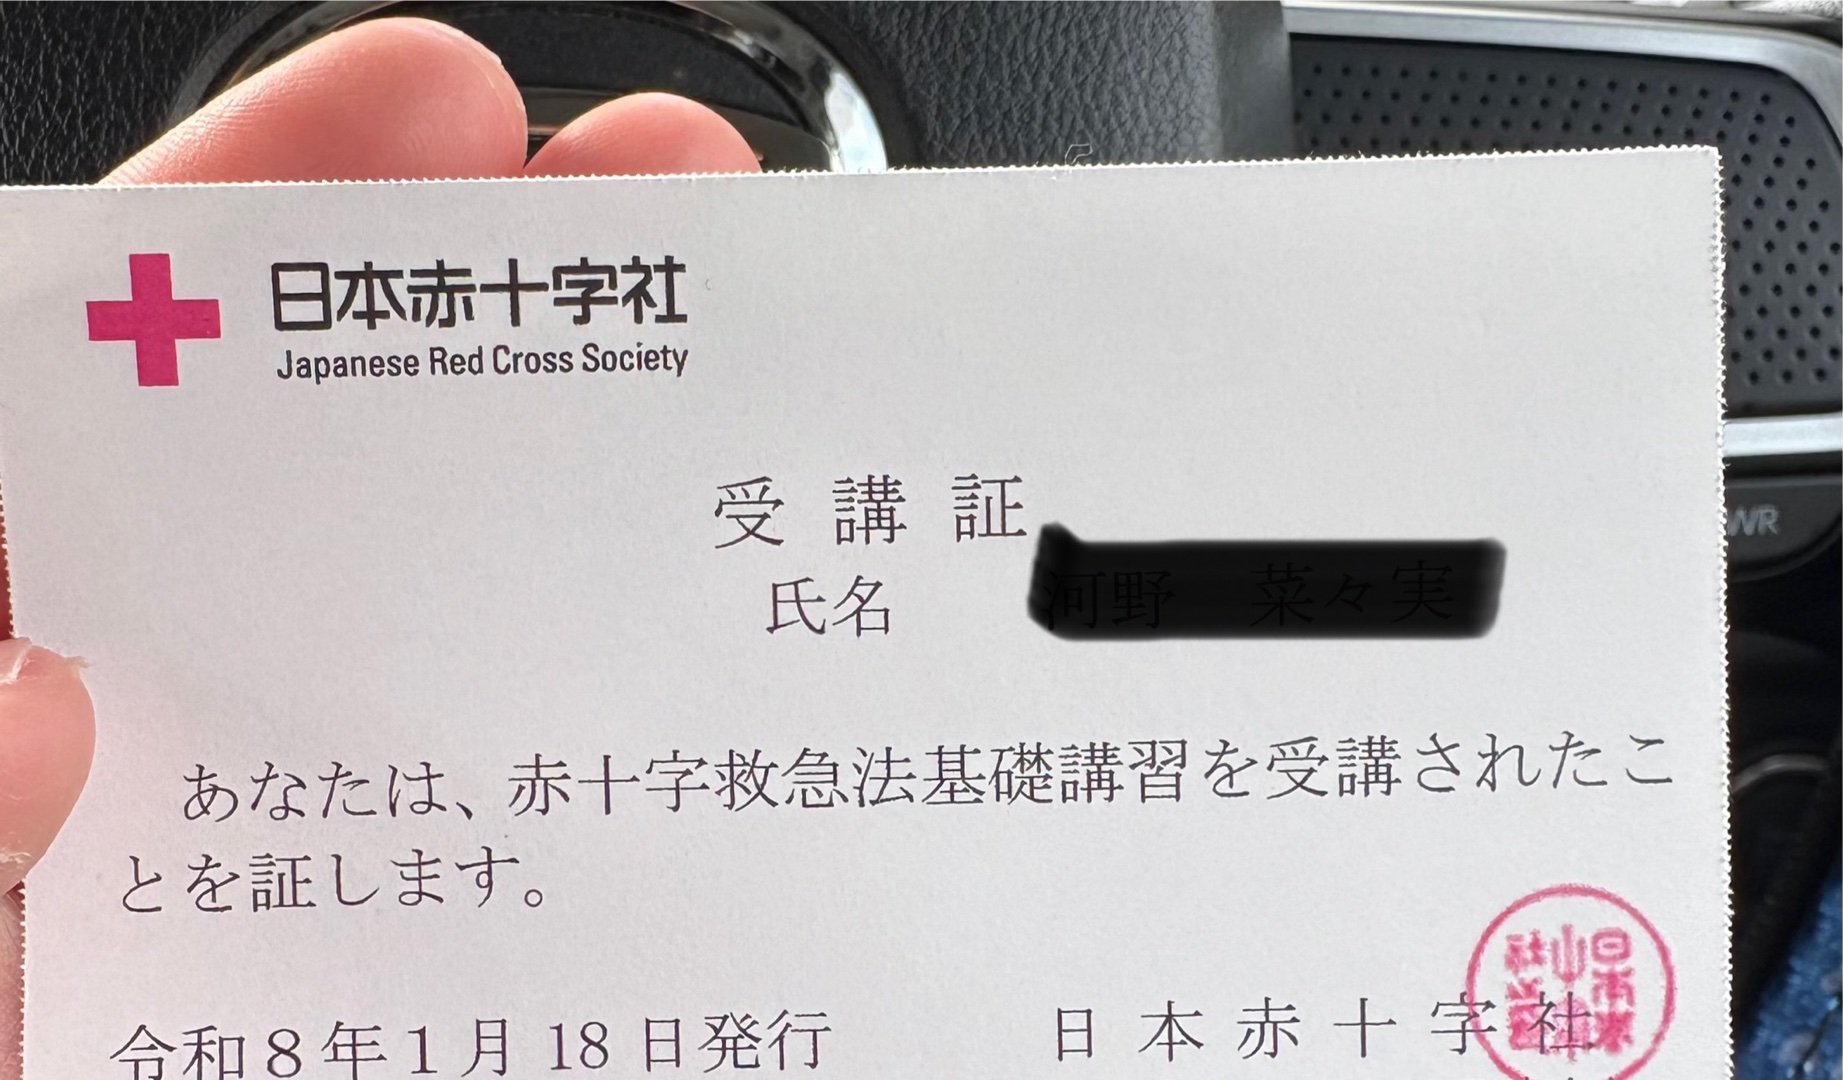 日本赤十字社
Japanese Red Cross Society
受講証
氏名
WR
あなたは、赤十字救急法基礎講習を受講されたこ
とを証します。
令和8年1月18日発行 日本赤十字社